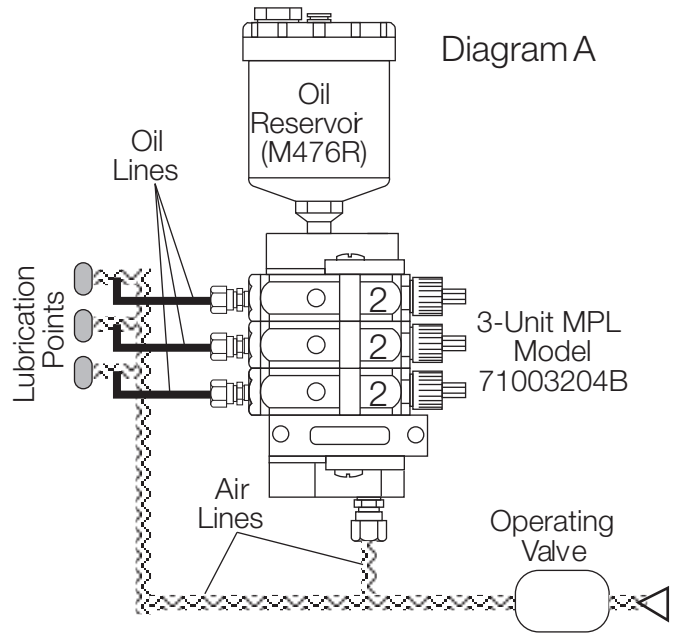 Diagram A
Oil
Reservoir
(M476R)
Oil
Lines
Lubrication
Points
2
2
2
3-Unit MPL
Model
71003204B
Air
Lines
Operating
Valve